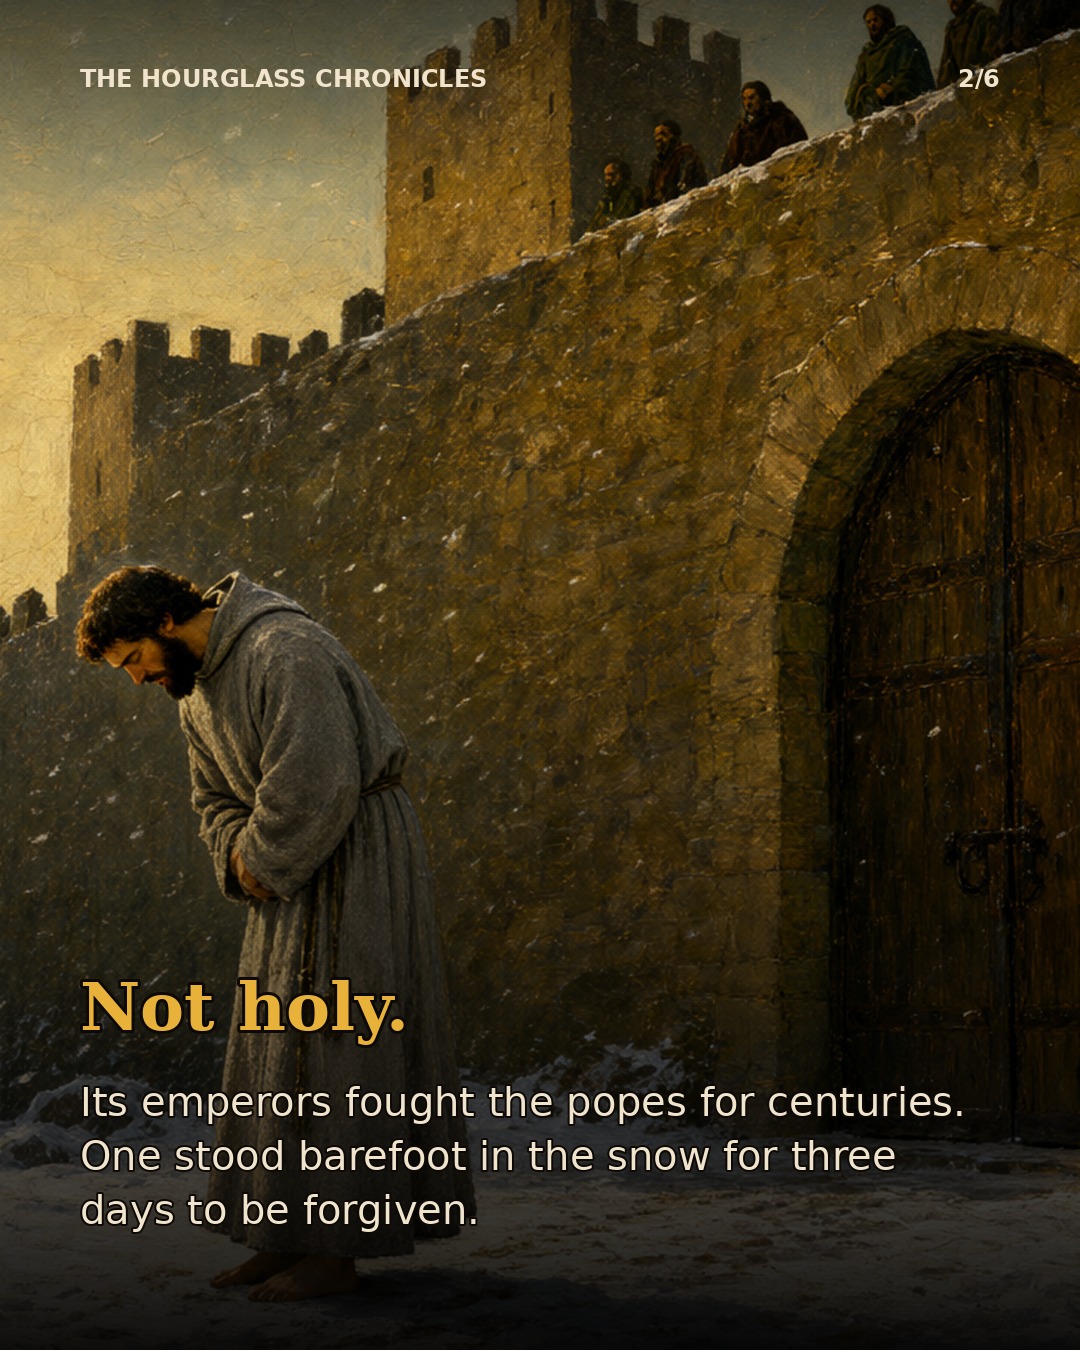 THE HOURGLASS CHRONICLES
2/6
Not holy.
Its emperors fought the popes for centuries.
One stood barefoot in the snow for three
days to be forgiven.